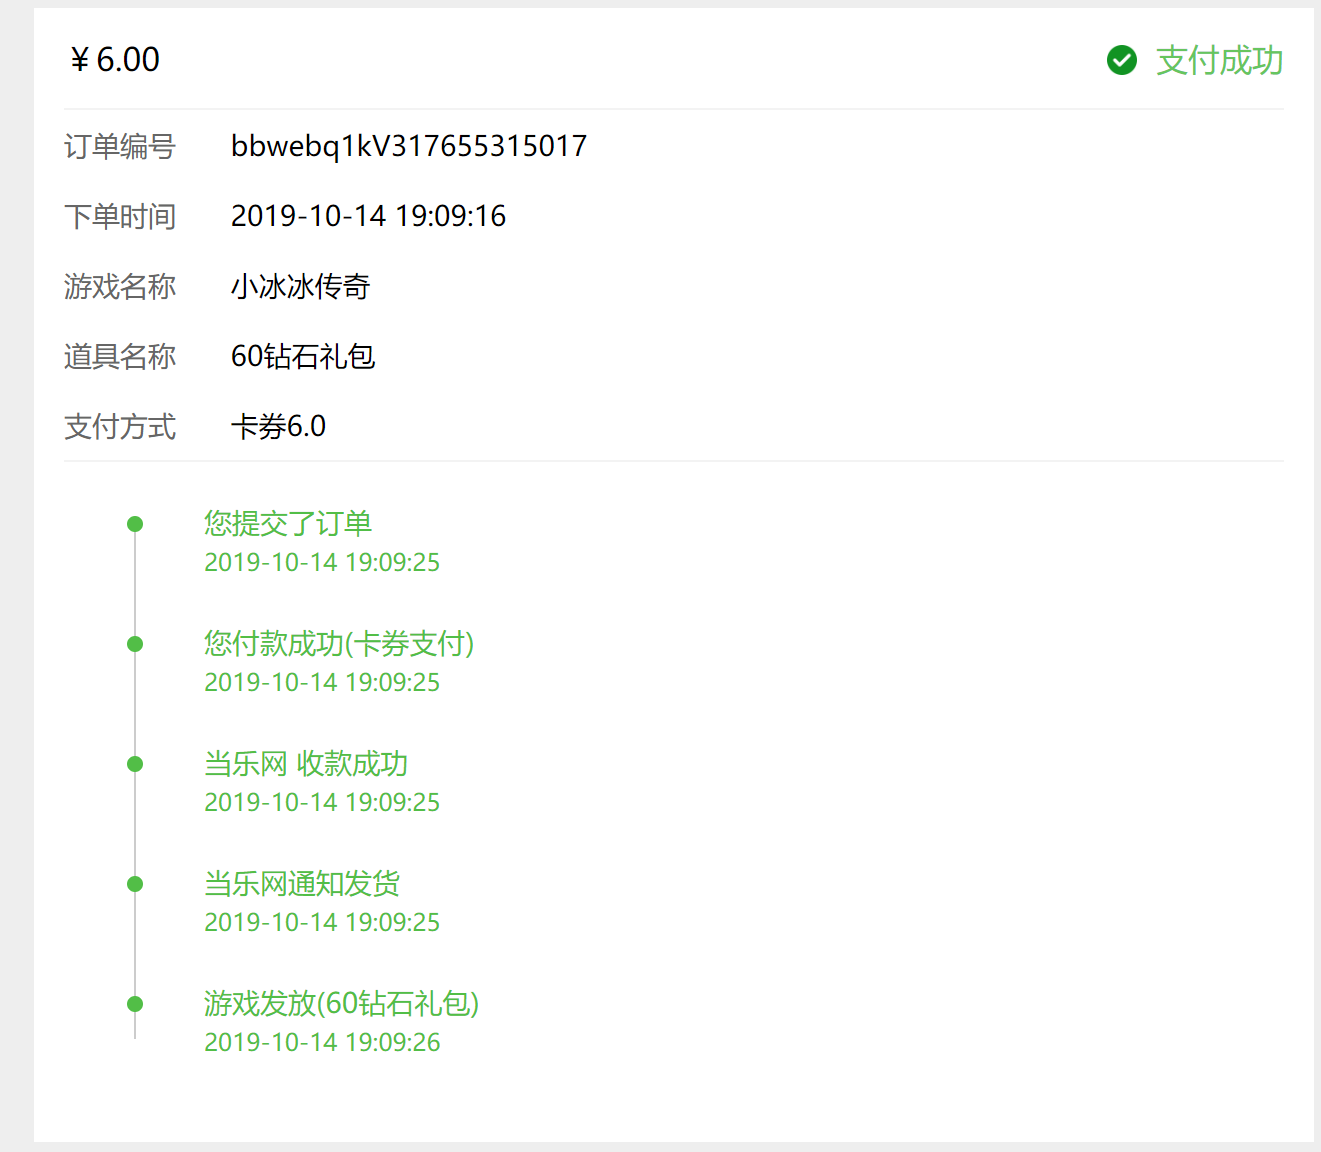 ¥ 6.00 支付成功
订单编号 bbwebq1kV317655315017
下单时间 2019-10-14 19:09:16
游戏名称 小冰冰传奇
道具名称 60钻石礼包
支付方式 卡券6.0
您提交了订单
2019-10-14 19:09:25
您付款成功(卡券支付)
2019-10-14 19:09:25
当乐网 收款成功
2019-10-14 19:09:25
当乐网通知发货
2019-10-14 19:09:25
游戏发放(60钻石礼包)
2019-10-14 19:09:26